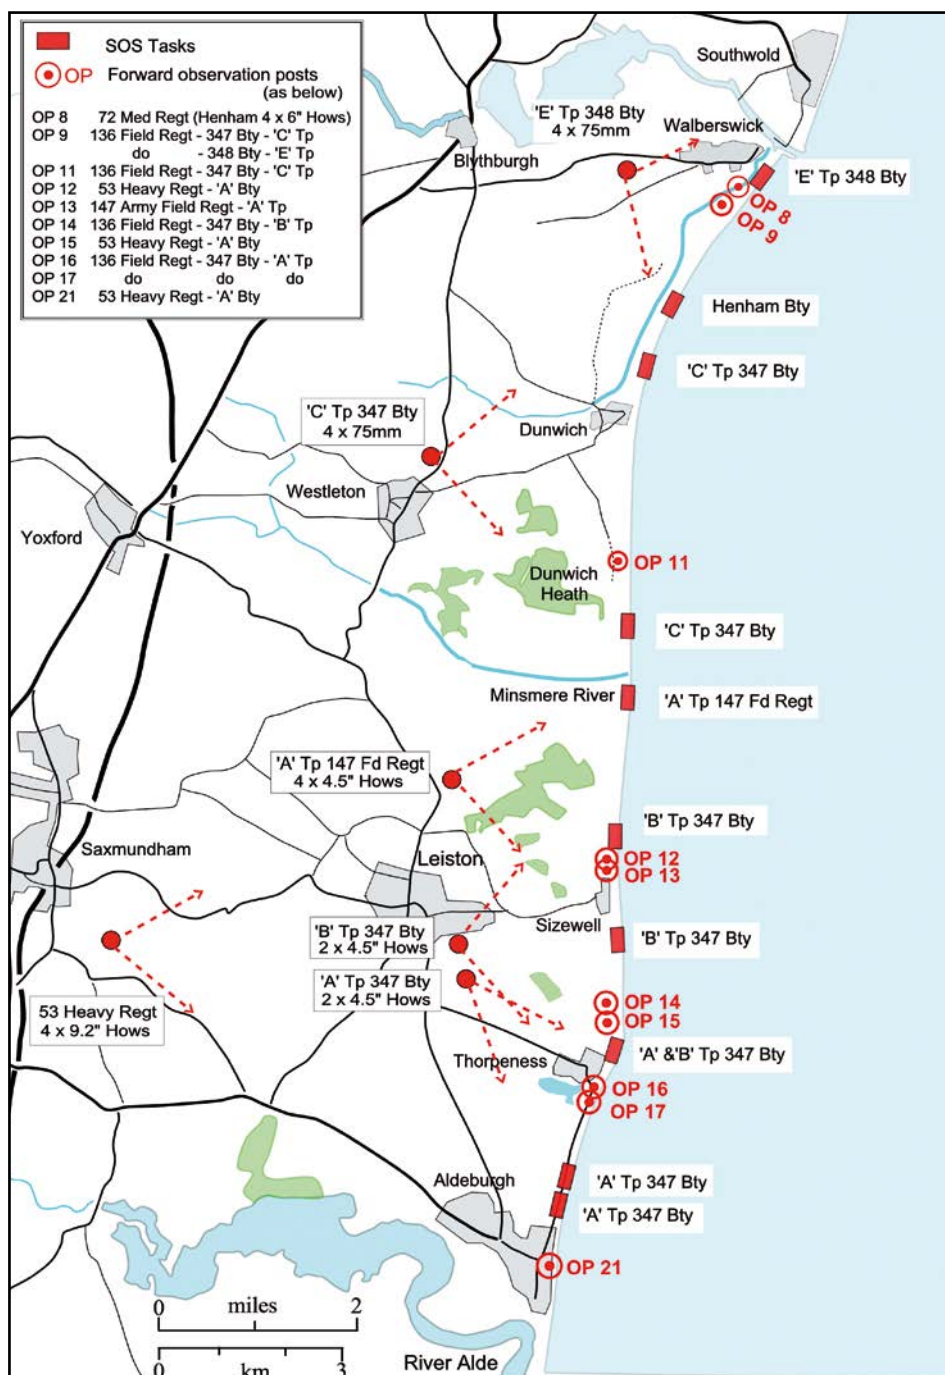 SOS Tasks
OP Forward observation posts
(as below)
OP 8 72 Med Regt (Henham 4 x 6" Hows)
OP 9 136 Field Regt - 347 Bty - 'C' Tp
do - 348 Bty - 'E' Tp
OP 11 136 Field Regt - 347 Bty - 'C' Tp
OP 12 53 Heavy Regt - 'A' Bty
OP 13 147 Army Field Regt - 'A' Tp
OP 14 136 Field Regt - 347 Bty - 'B' Tp
OP 15 53 Heavy Regt - 'A' Bty
OP 16 136 Field Regt - 347 Bty - 'A' Tp
OP 17 do do do
OP 21 53 Heavy Regt - 'A' Bty
Southwold
'E' Tp 348 Bty
4 x 75mm
Walberswick
Blythburgh
'E' Tp 348 Bty
OP 8
OP 9
Henham Bty
'C' Tp 347 Bty
'C' Tp 347 Bty
4 x 75mm
Dunwich
Westleton
Yoxford
OP 11
Dunwich
Heath
'C' Tp 347 Bty
Minsmere River
'A' Tp 147 Fd Regt
'A' Tp 147 Fd Regt
4 x 4.5" Hows
'B' Tp 347 Bty
Saxmundham
Leiston
OP 12
OP 13
Sizewell
'B' Tp 347 Bty
2 x 4.5" Hows
'B' Tp 347 Bty
'A' Tp 347 Bty
2 x 4.5" Hows
53 Heavy Regt
4 x 9.2" Hows
OP 14
OP 15
Thorpeness
'A' &'B' Tp 347 Bty
OP 16
OP 17
Aldeburgh
'A' Tp 347 Bty
'A' Tp 347 Bty
OP 21
0 miles 2
0 km 3
River Alde